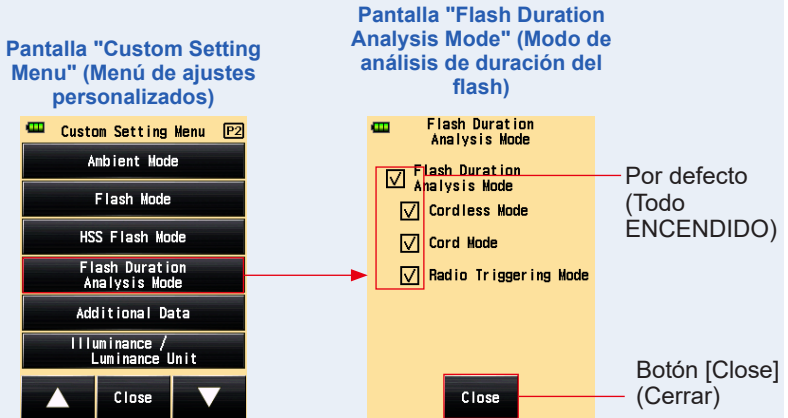 Pantalla "Custom Setting
Menu" (Menú de ajustes
personalizados)
Custom Setting Menu P2
Ambient Mode
Flash Mode
HSS Flash Mode
Flash Duration
Analysis Mode
Additional Data
Illuminance /
Luminance Unit
Close
Pantalla "Flash Duration
Analysis Mode" (Modo de
análisis de duración del
flash)
Flash Duration
Analysis Mode
Flash Duration
Analysis Mode
Cordless Mode
Cord Mode
Radio Triggering Mode
Close
Por defecto
(Todo
ENCENDIDO)
Botón [Close]
(Cerrar)